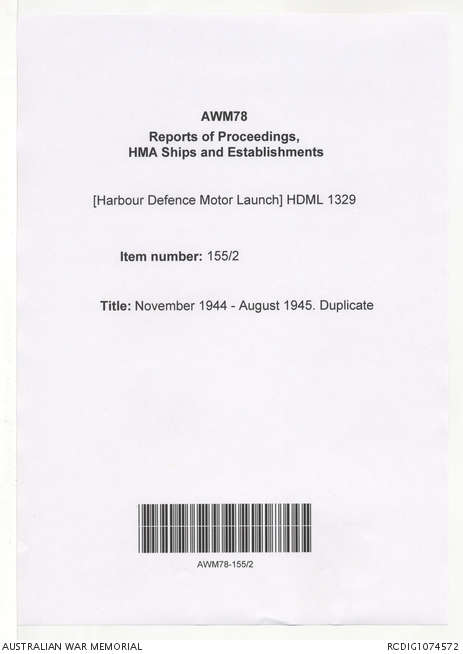 AWM78
Reports of Proceedings,
HMA Ships and Establishments
[Harbour Defence Motor Launch] HDML 1329
Item number: 155/2
Title: November 1944 - August 1945. Duplicate
AWM78-155/2
AUSTRALIAN WAR MEMORIAL
RCDIG1074572